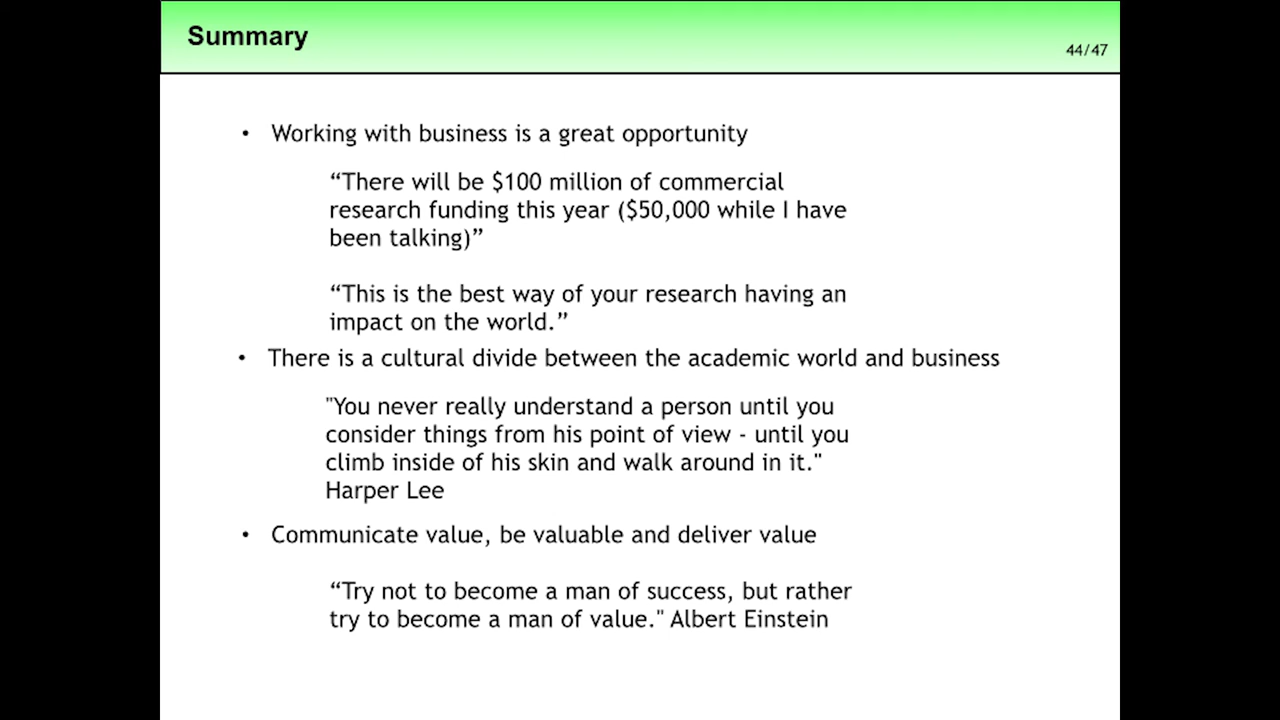 Summary
44/47
• Working with business is a great opportunity
“There will be $100 million of commercial
research funding this year ($50,000 while I have
been talking)”
“This is the best way of your research having an
impact on the world.”
• There is a cultural divide between the academic world and business
"You never really understand a person until you
consider things from his point of view - until you
climb inside of his skin and walk around in it."
Harper Lee
• Communicate value, be valuable and deliver value
“Try not to become a man of success, but rather
try to become a man of value." Albert Einstein